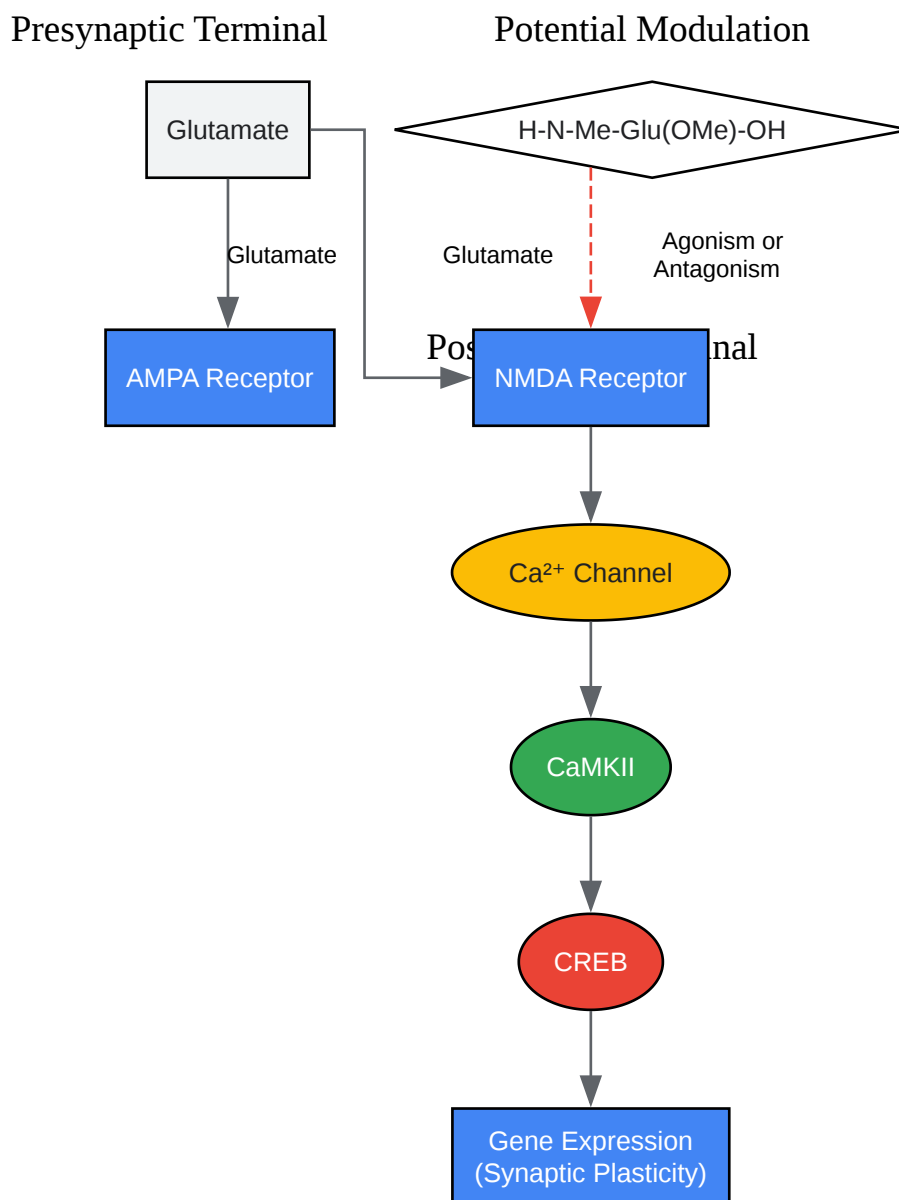 Presynaptic Terminal
Potential Modulation
Glutamate
H-N-Me-Glu(OMe)-OH
Glutamate
Glutamate
Agonism or
Antagonism
AMPA Receptor
NMDA Receptor
Ca²⁺ Channel
CaMKII
CREB
Gene Expression
(Synaptic Plasticity)